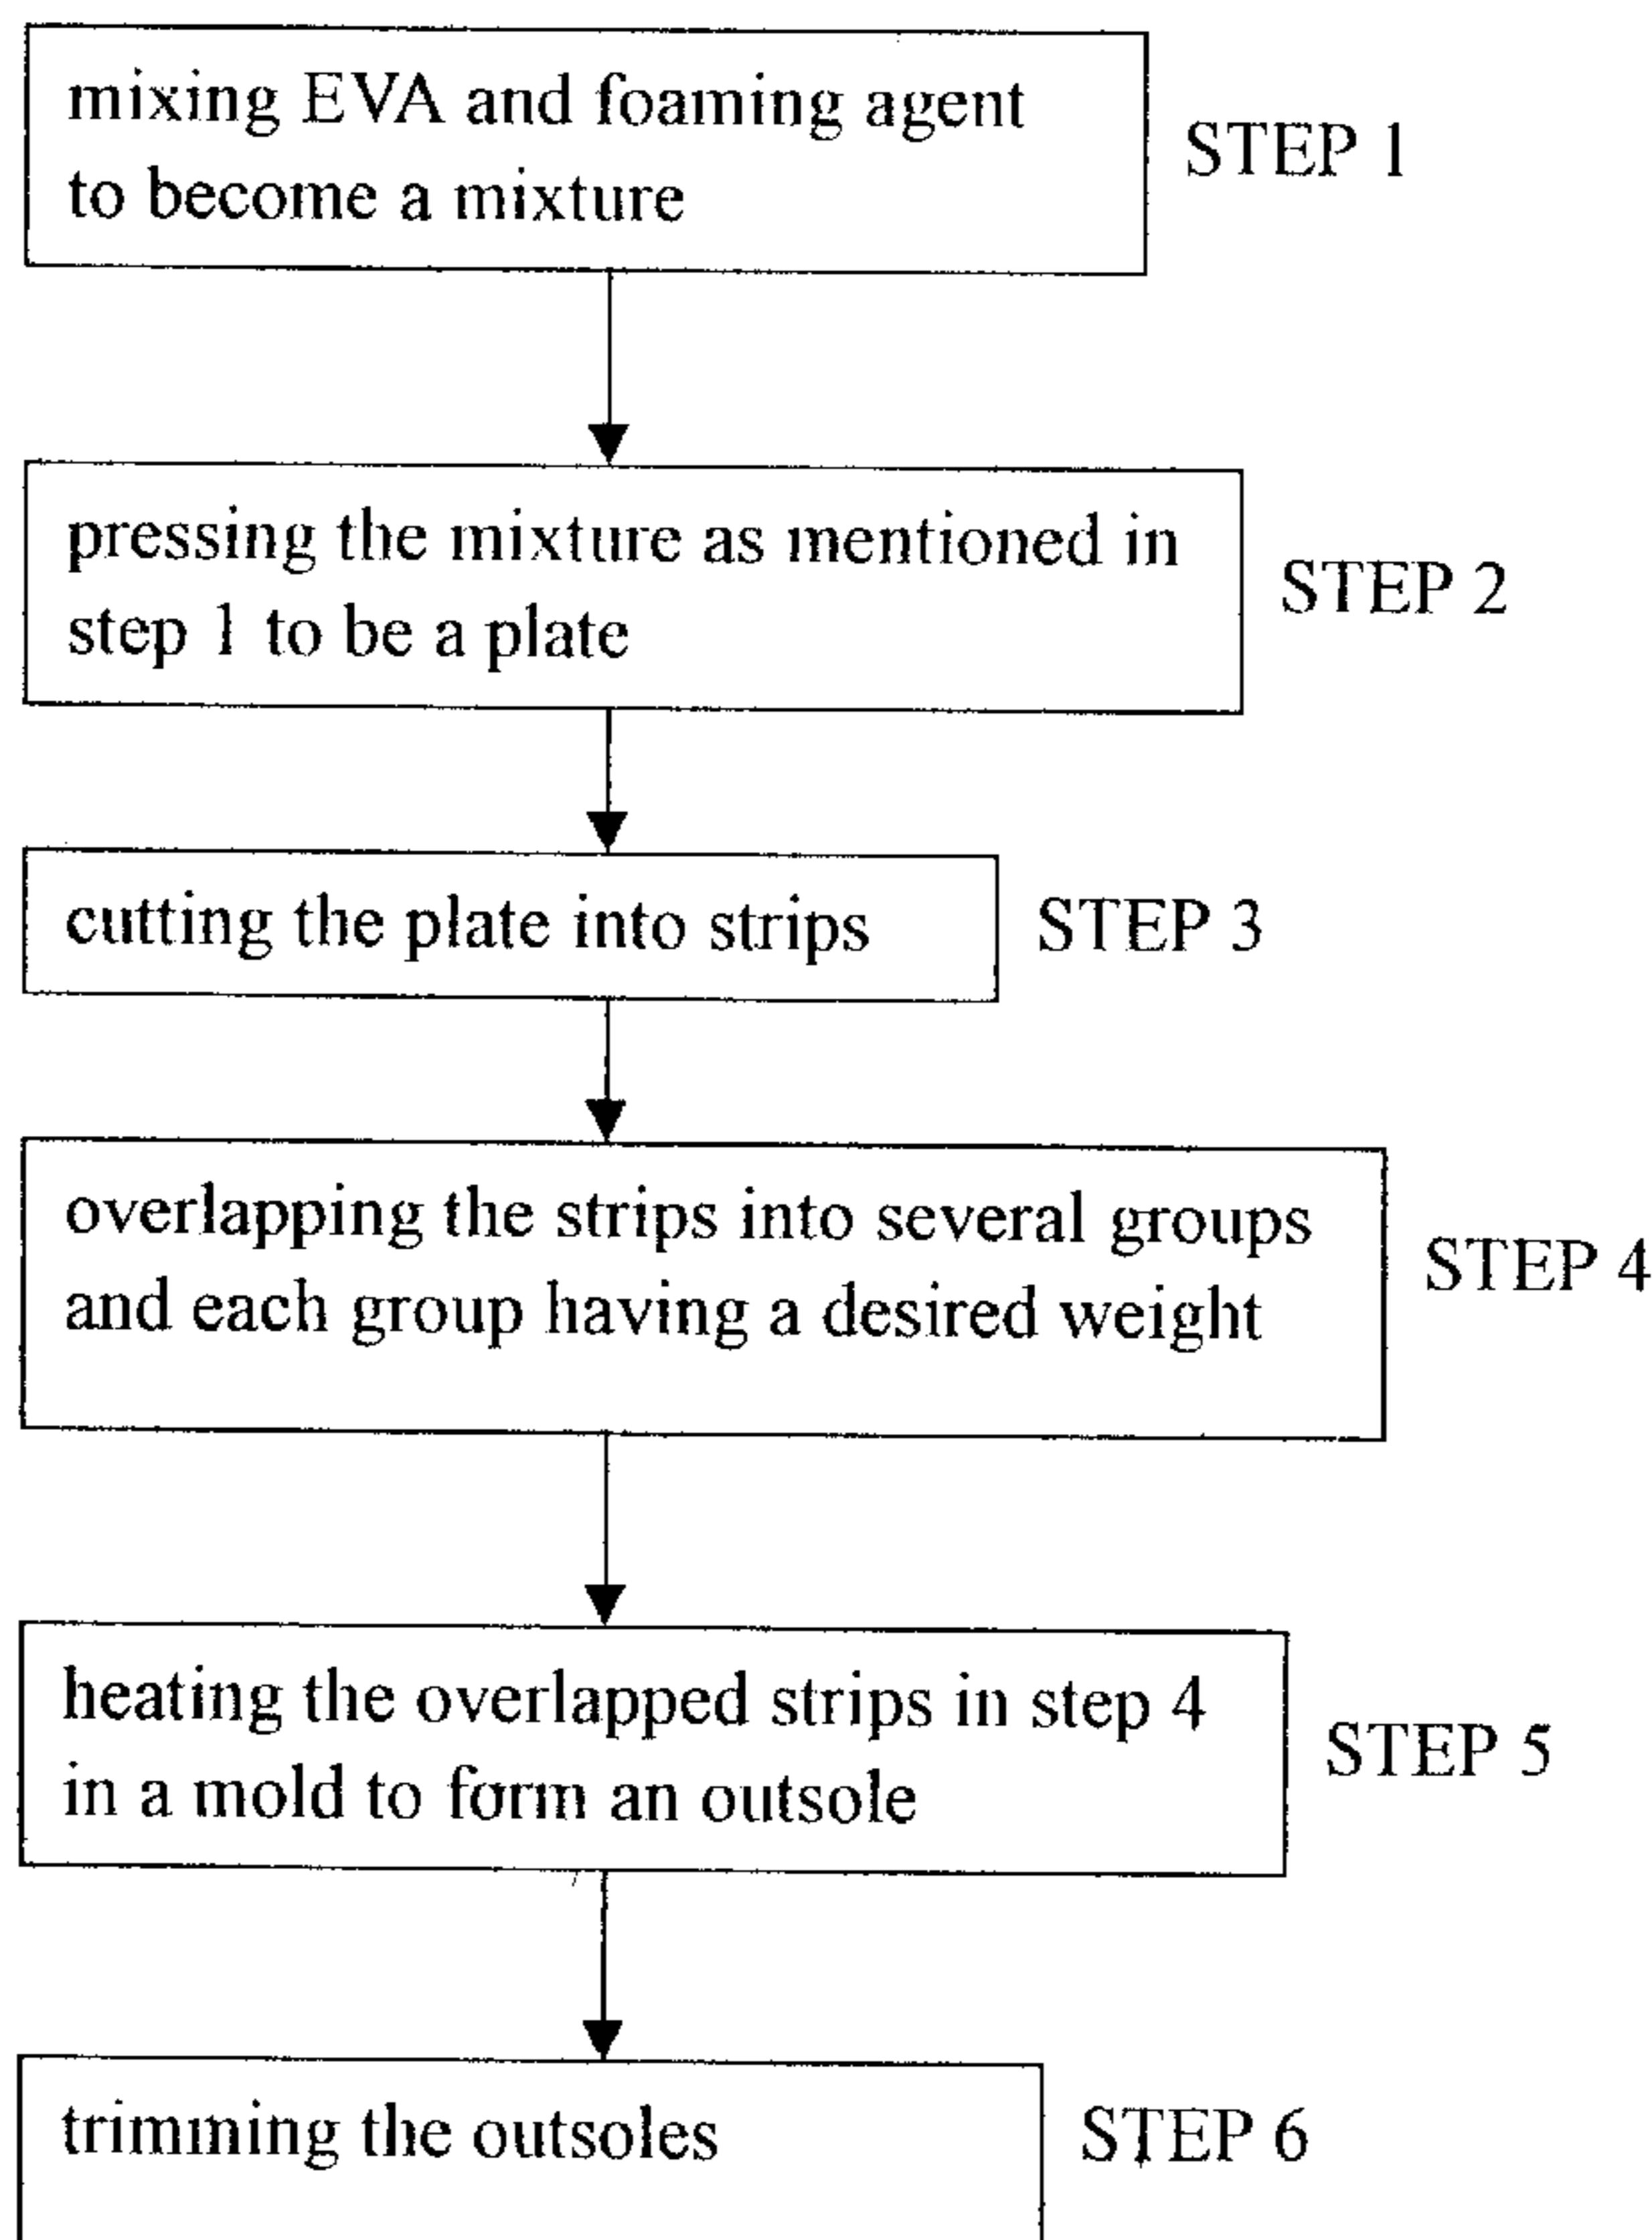 mixing EVA and foaming agent
to become a mixture
STEP 1
pressing the mixture as mentioned in
step 1 to be a plate
STEP 2
cutting the plate into strips
STEP 3
overlapping the strips into several groups
and each group having a desired weight
STEP 4
heating the overlapped strips in step 4
in a mold to form an outsole
STEP 5
trimming the outsoles
STEP 6